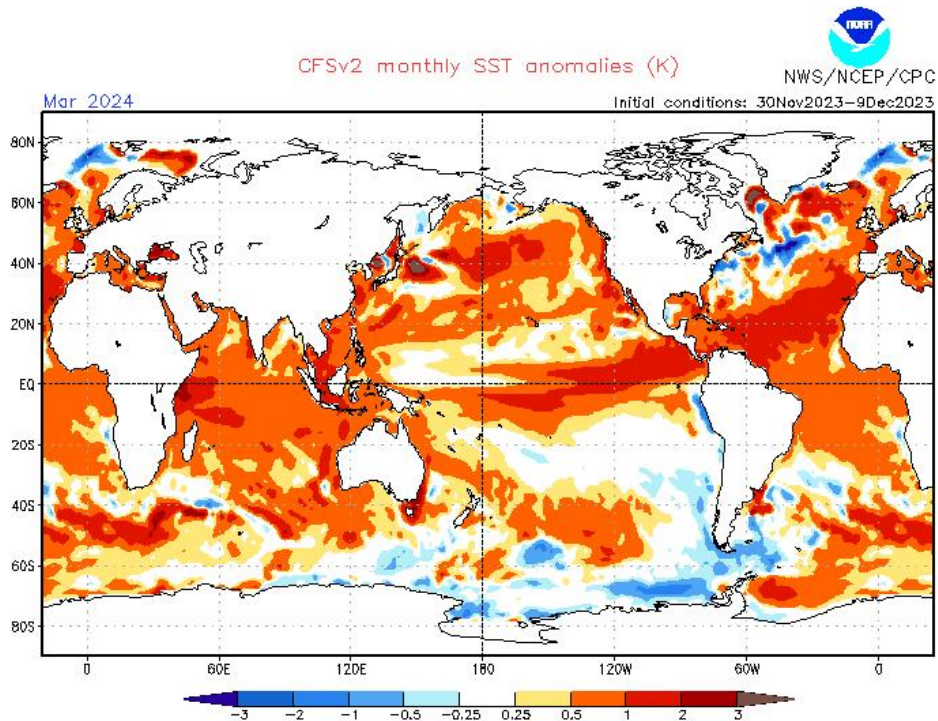 NOAA
CFSv2 monthly SST anomalies (K)
NWS/NCEP/CPC
Mar 2024
Initial conditions: 30Nov2023-9Dec2023
80N
60N
40N
20N
EQ
20S
40S
60S
80S
0 60E 120E 180 120W 60W 0
-3 -2 -1 -0.5 -0.25 0.25 0.5 1 2 3